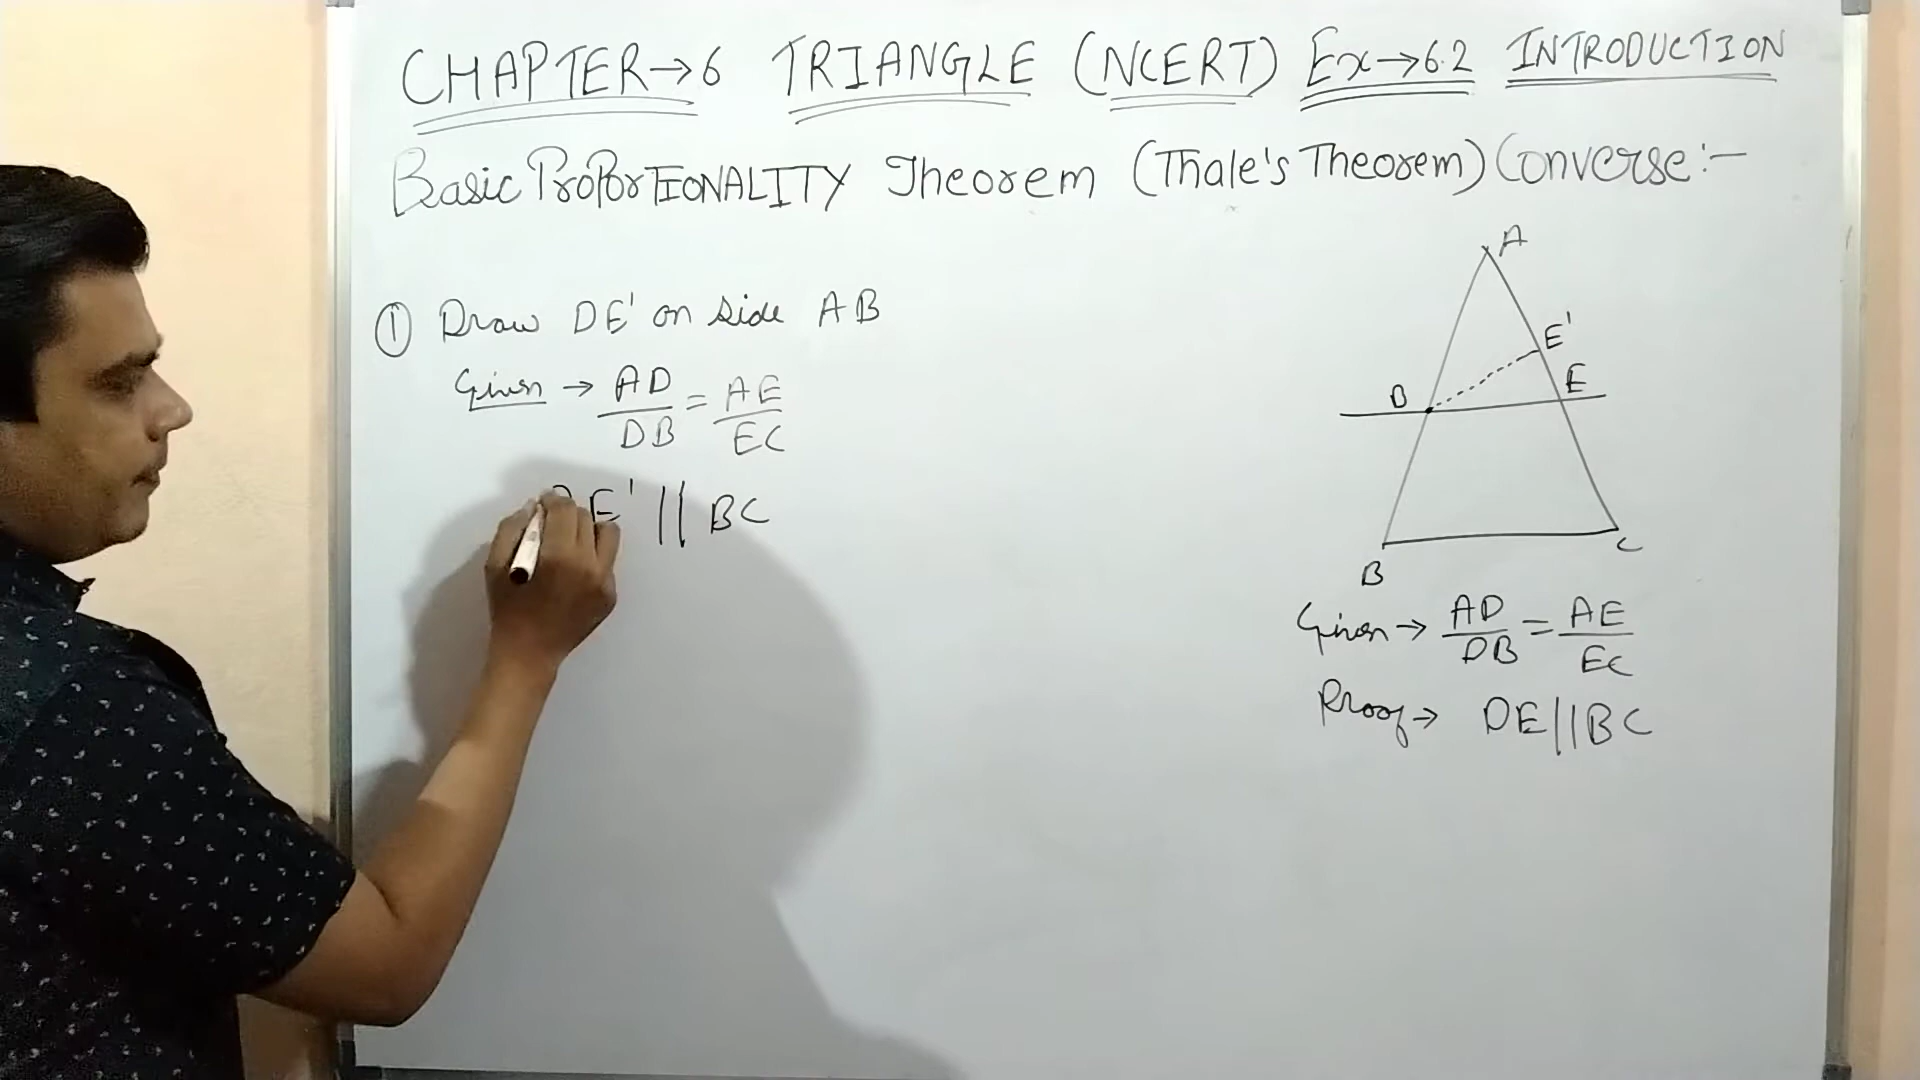 CHAPTER→6 TRIANGLE (NCERT) Ex→6.2 INTRODUCTION
Basic PROPORTIONALITY Theorem (Thale's Theorem) Converse:-
① Draw DE' on side AB
Given → AD/DB = AE/EC
E' || BC
A
E'
E
D
B
C
Given → AD/DB = AE/EC
Proof → DE||BC